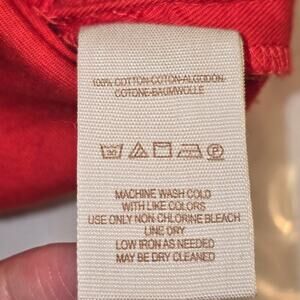 100% COTTON-COTON-ALGODON-
COTONE-BAUMWOLLE
30 P
MACHINE WASH COLD
WITH LIKE COLORS
USE ONLY NON-CHLORINE BLEACH
LINE DRY
LOW IRON AS NEEDED
MAY BE DRY CLEANED